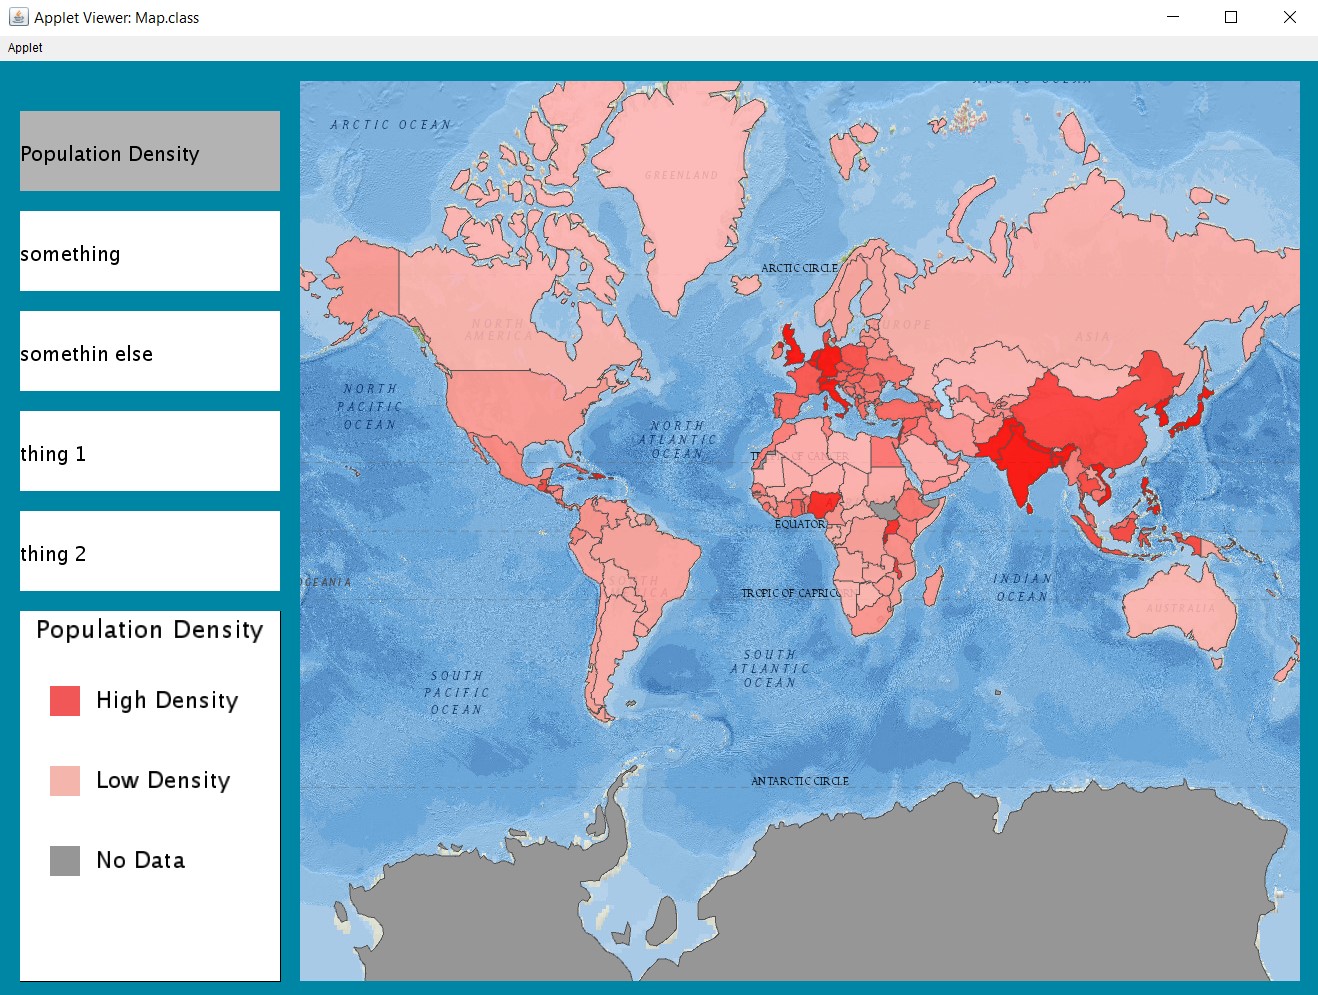 Applet Viewer: Map.class
Applet
Population Density
something
somethin else
thing 1
thing 2
Population Density
High Density
Low Density
No Data
ARCTIC OCEAN
GREENLAND
ARCTIC CIRCLE
NORTH
AMERICA
EUROPE
ASIA
NORTH
PACIFIC
OCEAN
NORTH
ATLANTIC
OCEAN
TROPIC OF CANCER
EQUATOR
OCEANIA
SOUTH
AMERICA
TROPIC OF CAPRICORN
INDIAN
OCEAN
AUSTRALIA
SOUTH
PACIFIC
OCEAN
SOUTH
ATLANTIC
OCEAN
ANTARCTIC CIRCLE